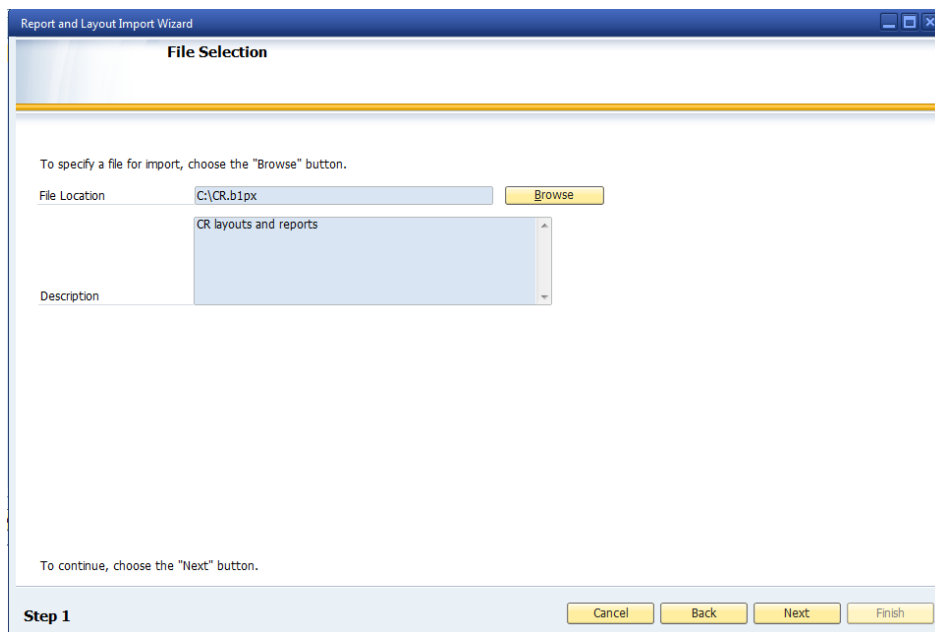 Report and Layout Import Wizard
File Selection
To specify a file for import, choose the "Browse" button.
File Location C:\CR.b1px Browse
CR layouts and reports
Description
To continue, choose the "Next" button.
Step 1 Cancel Back Next Finish